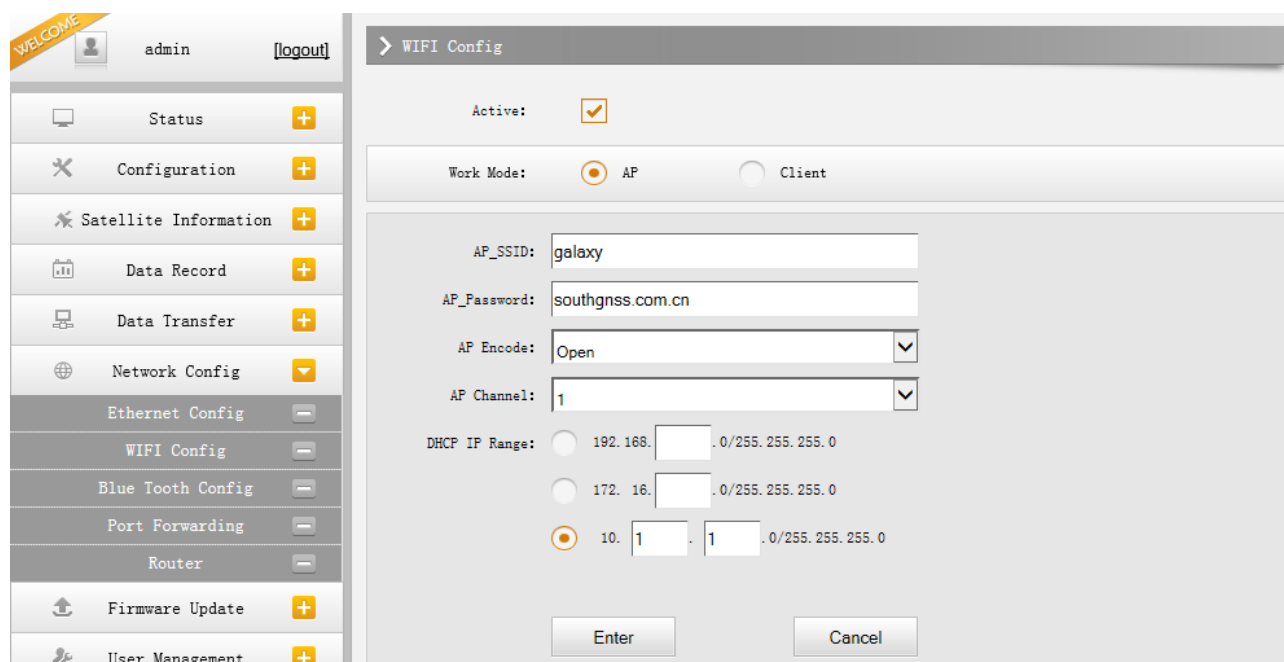 WELCOME
admin
[logout]
Status
Configuration
Satellite Information
Data Record
Data Transfer
Network Config
Ethernet Config
WIFI Config
Blue Tooth Config
Port Forwarding
Router
Firmware Update
User Management
WIFI Config
Active:
Work Mode: AP Client
AP_SSID: galaxy
AP_Password: southgnss.com.cn
AP Encode: Open
AP Channel: 1
DHCP IP Range: 192.168. .0/255.255.255.0
172. 16. .0/255.255.255.0
10. 1 . 1 .0/255.255.255.0
Enter Cancel